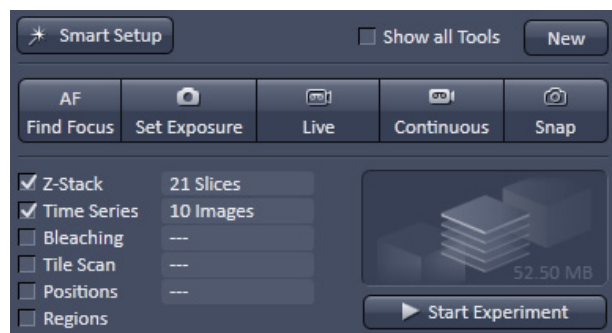 Smart Setup
Show all Tools
New
AF
Find Focus
Set Exposure
Live
Continuous
Snap
Z-Stack 21 Slices
Time Series 10 Images
Bleaching ---
Tile Scan ---
Positions ---
Regions
52.50 MB
Start Experiment